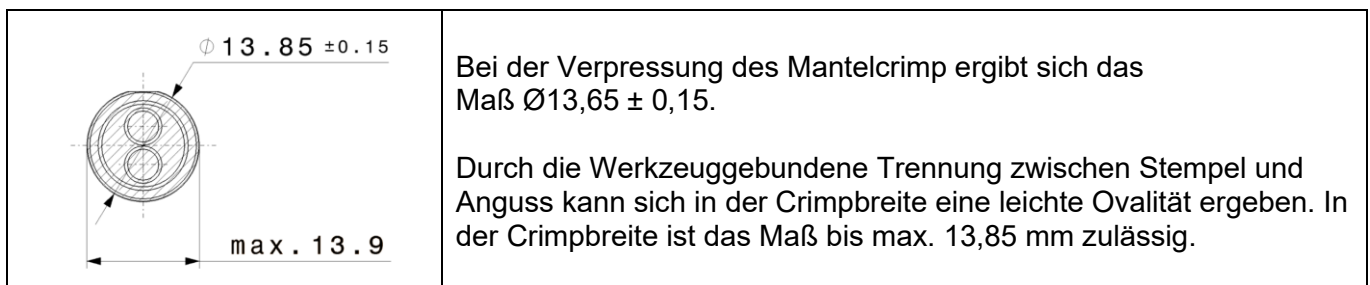 ∅ 13.85 ±0.15
max.13.9
Bei der Verpressung des Mantelcrimp ergibt sich das
Maß Ø13,65 ± 0,15.
Durch die Werkzeuggebundene Trennung zwischen Stempel und
Anguss kann sich in der Crimpbreite eine leichte Ovalität ergeben. In
der Crimpbreite ist das Maß bis max. 13,85 mm zulässig.